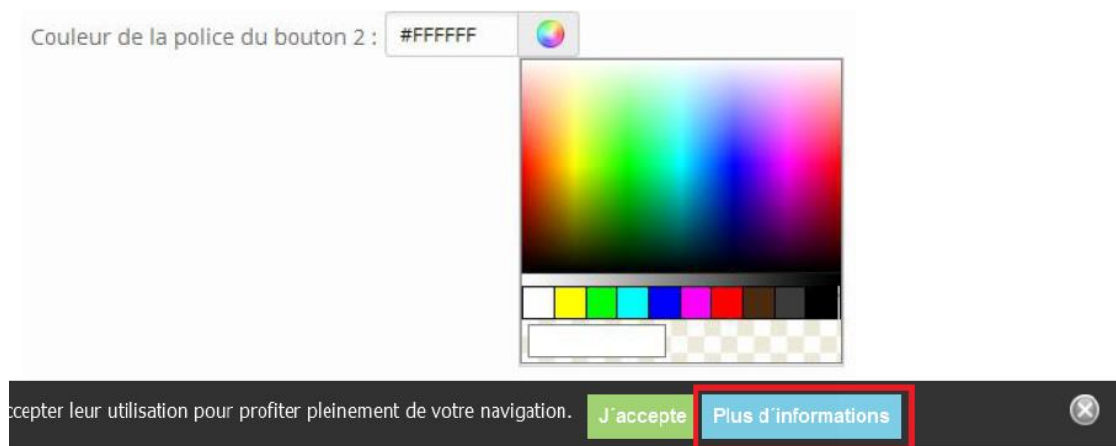 Couleur de la police du bouton 2 : #FFFFFF
ccepter leur utilisation pour profiter pleinement de votre navigation. J´accepte Plus d´informations